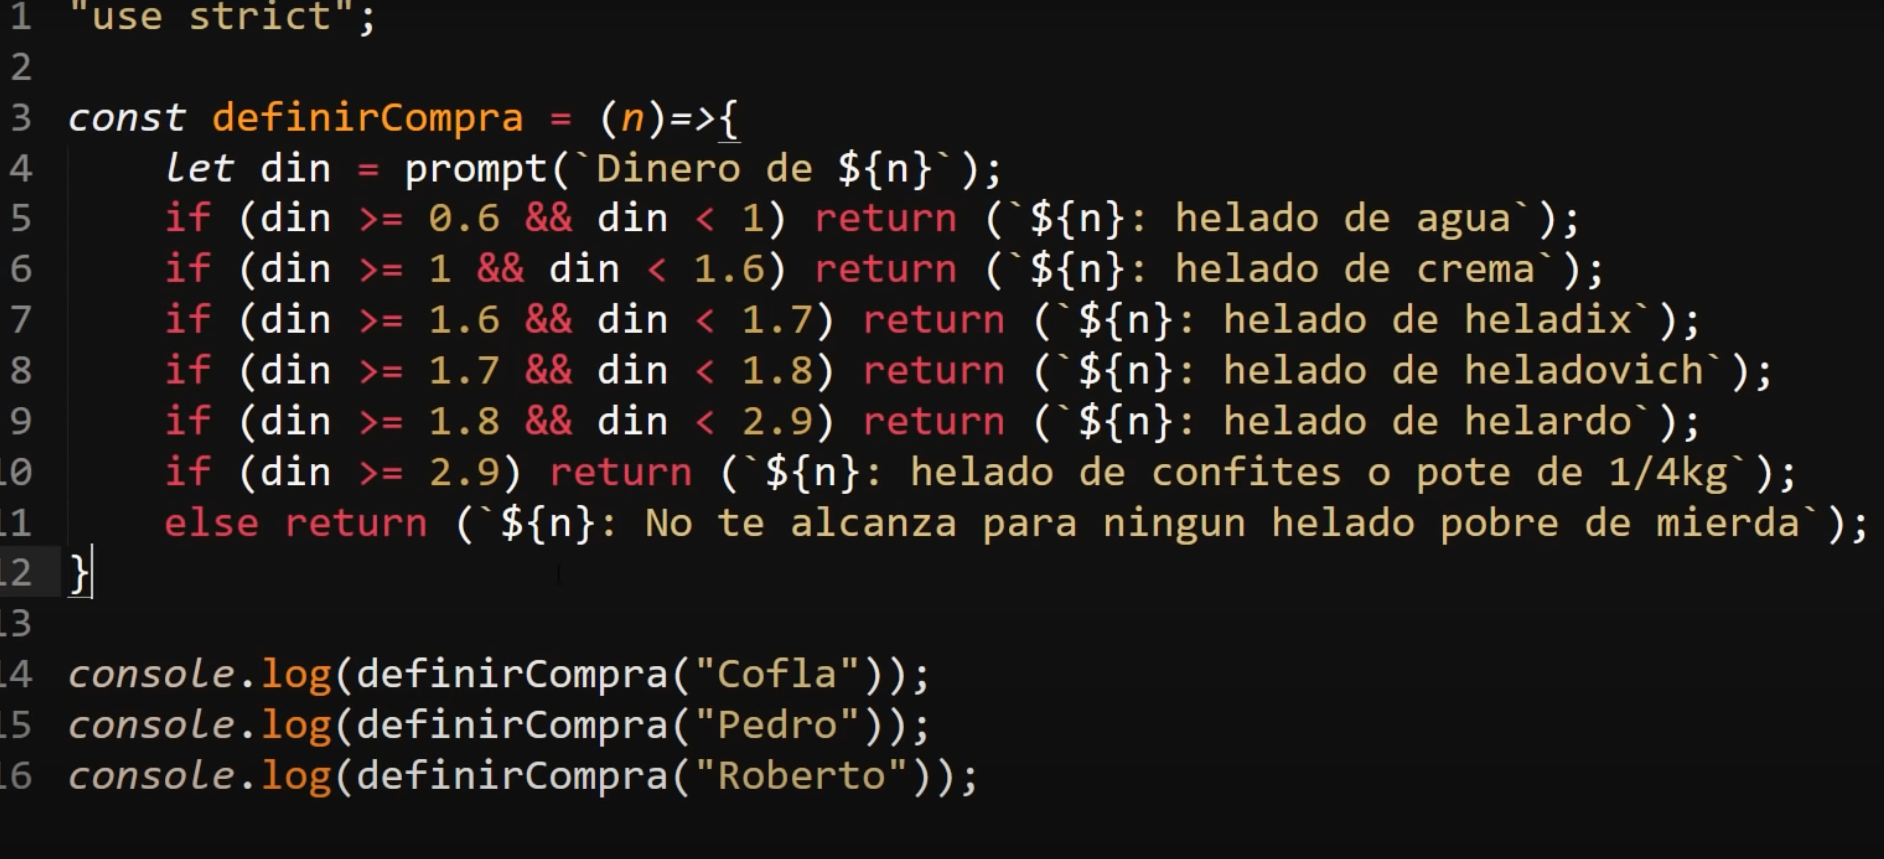 1 "use strict";
2
3 const definirCompra = (n)=>{
4 let din = prompt(`Dinero de ${n}`);
5 if (din >= 0.6 && din < 1) return (`${n}: helado de agua`);
6 if (din >= 1 && din < 1.6) return (`${n}: helado de crema`);
7 if (din >= 1.6 && din < 1.7) return (`${n}: helado de heladix`);
8 if (din >= 1.7 && din < 1.8) return (`${n}: helado de heladovich`);
9 if (din >= 1.8 && din < 2.9) return (`${n}: helado de helardo`);
10 if (din >= 2.9) return (`${n}: helado de confites o pote de 1/4kg`);
11 else return (`${n}: No te alcanza para ningun helado pobre de mierda`);
12 }
13
14 console.log(definirCompra("Cofla"));
15 console.log(definirCompra("Pedro"));
16 console.log(definirCompra("Roberto"));